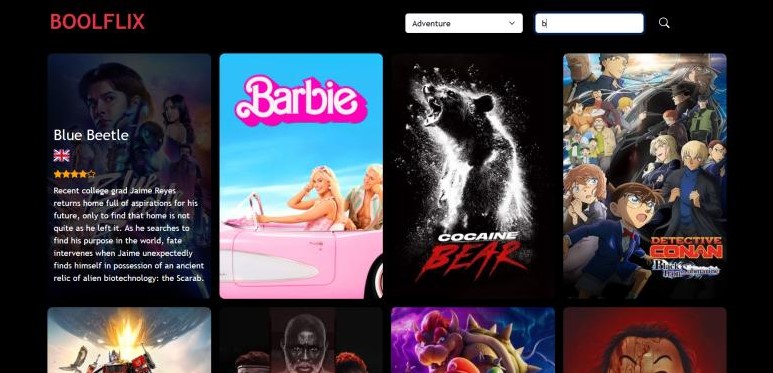 BOOLFLIX
Adventure
b
Blue Beetle
Recent college grad Jaime Reyes
returns home full of aspirations for his
future, only to find that home is not
quite as he left it. As he searches to
find his purpose in the world, fate
intervenes when Jaime unexpectedly
finds himself in possession of an ancient
relic of alien biotechnology: the Scarab.
Barbie
COCAINE
BEAR
DETECTIVE
CONAN
Black Iron Submarine